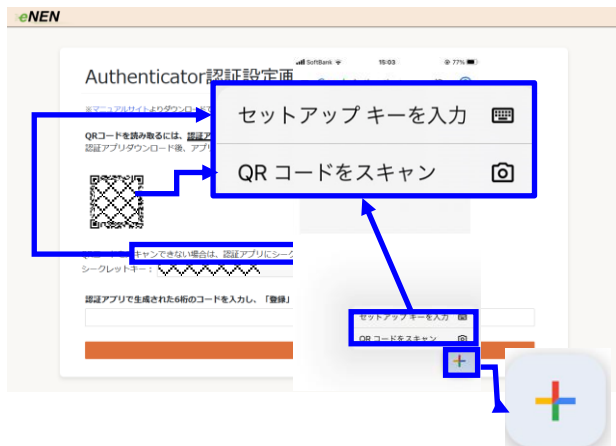 eNEN
SoftBank 15:03 77%
Authenticator認証設定画
セットアップ キーを入力
QR コードをスキャン
※マニュアルサイトよりダウンロード
QRコードを読み取るには、認証ア
認証アプリダウンロード後、アプリ
キャンできない場合は、認証アプリにシーク
シークレットキー：
認証アプリで生成された6桁のコードを入力し、「登録」
セットアップ キーを入力
QR コードをスキャン